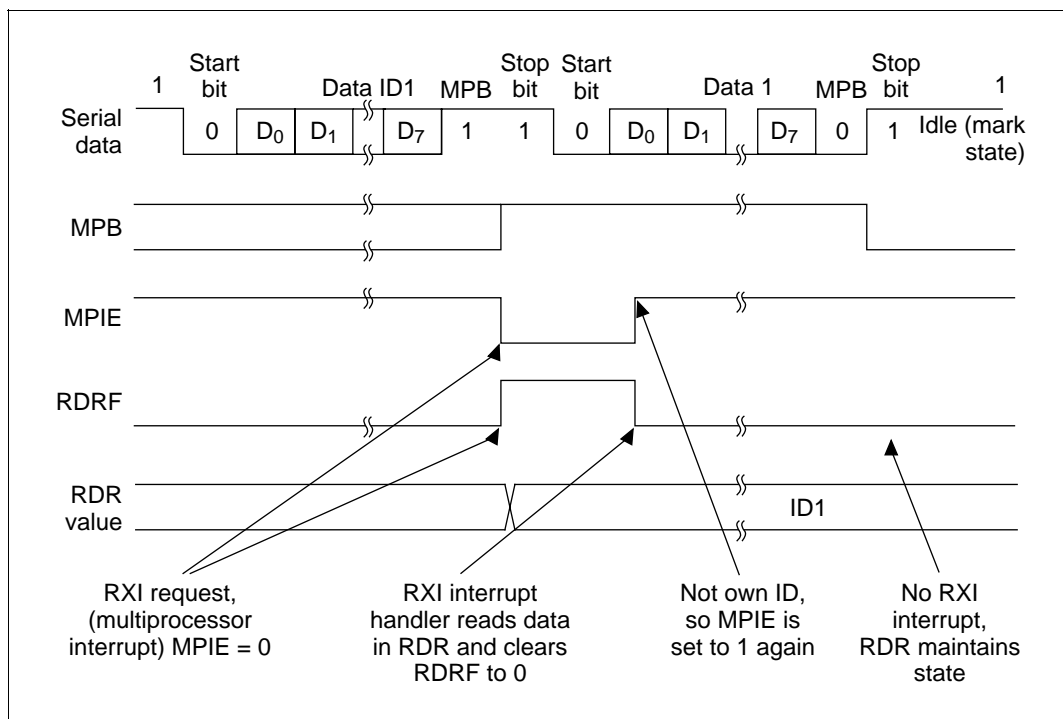 1
Start bit
Data ID1
MPB
Stop bit
Start bit
Data 1
MPB
Stop bit
1
Serial data
0
D0
D1
D7
1
1
0
D0
D1
D7
0
1
Idle (mark state)
MPB
MPIE
RDRF
RDR value
ID1
RXI request,
(multiprocessor
interrupt) MPIE = 0
RXI interrupt
handler reads data
in RDR and clears
RDRF to 0
Not own ID,
so MPIE is
set to 1 again
No RXI
interrupt,
RDR maintains
state